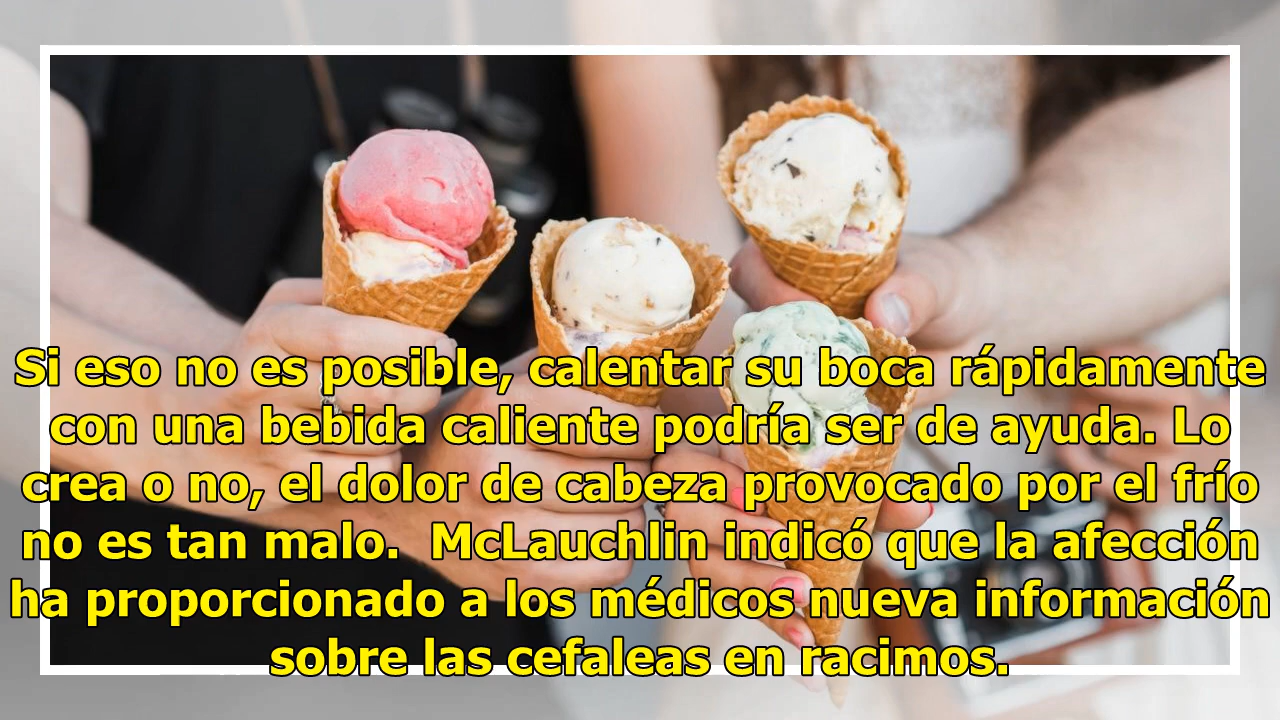 Si eso no es posible, calentar su boca rápidamente
con una bebida caliente podría ser de ayuda. Lo
crea o no, el dolor de cabeza provocado por el frío
no es tan malo.  McLauchlin indicó que la afección
ha proporcionado a los médicos nueva información
sobre las cefaleas en racimos.